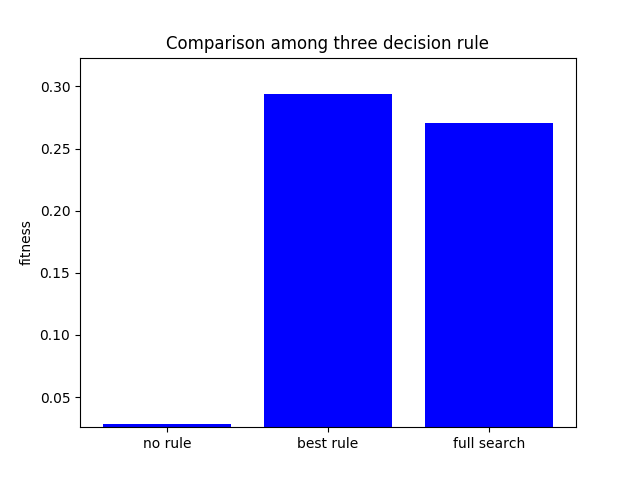 Comparison among three decision rule
0.30
0.25
0.20
0.15
0.10
0.05
fitness
no rule
best rule
full search